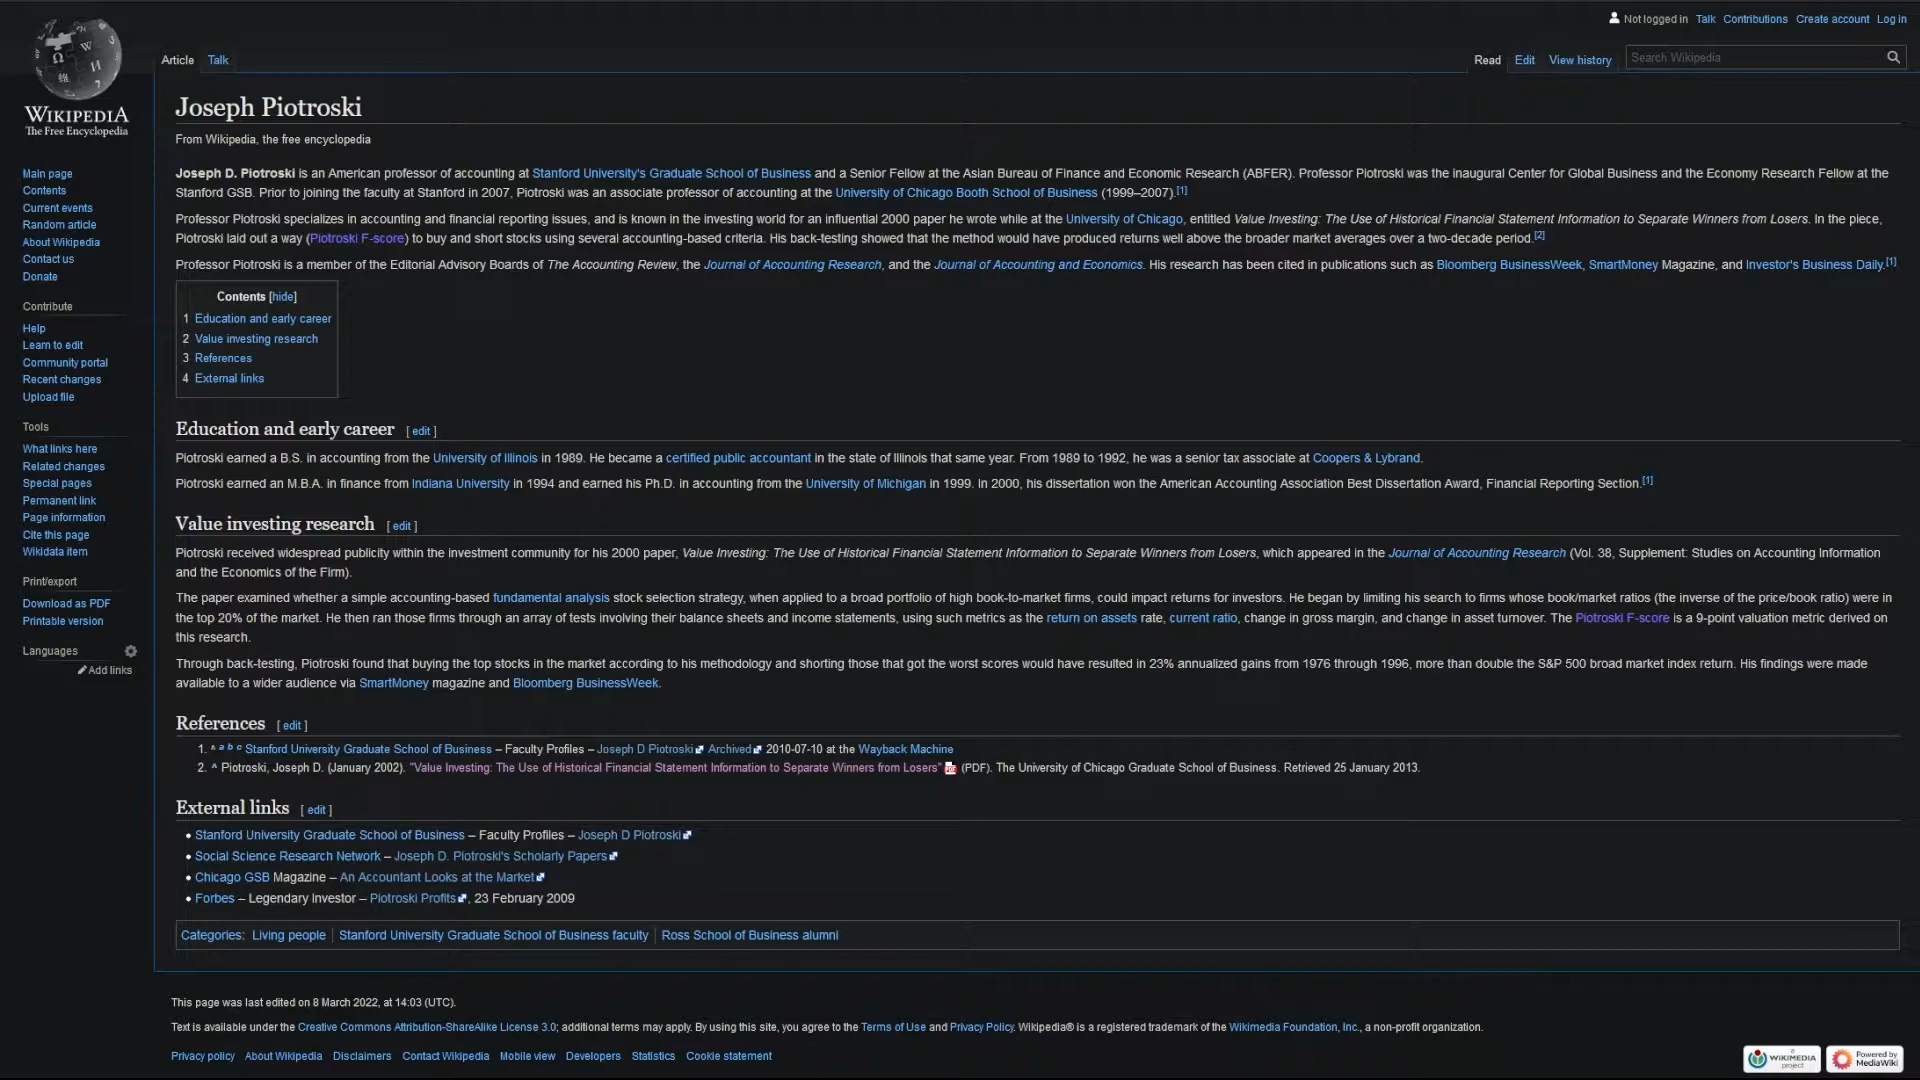 Not logged in Talk Contributions Create account Log in
Article Talk Read Edit View history Search Wikipedia
WIKIPEDIA
The Free Encyclopedia
Main page
Contents
Current events
Random article
About Wikipedia
Contact us
Donate
Contribute
Help
Learn to edit
Community portal
Recent changes
Upload file
Tools
What links here
Related changes
Special pages
Permanent link
Page information
Cite this page
Wikidata item
Print/export
Download as PDF
Printable version
Languages
Add links
Joseph Piotroski
From Wikipedia, the free encyclopedia
Joseph D. Piotroski is an American professor of accounting at Stanford University's Graduate School of Business and a Senior Fellow at the Asian Bureau of Finance and Economic Research (ABFER). Professor Piotroski was the inaugural Center for Global Business and the Economy Research Fellow at the
Stanford GSB. Prior to joining the faculty at Stanford in 2007, Piotroski was an associate professor of accounting at the University of Chicago Booth School of Business (1999–2007).[1]
Professor Piotroski specializes in accounting and financial reporting issues, and is known in the investing world for an influential 2000 paper he wrote while at the University of Chicago, entitled Value Investing: The Use of Historical Financial Statement Information to Separate Winners from Losers. In the piece,
Piotroski laid out a way (Piotroski F-score) to buy and short stocks using several accounting-based criteria. His back-testing showed that the method would have produced returns well above the broader market averages over a two-decade period.[2]
Professor Piotroski is a member of the Editorial Advisory Boards of The Accounting Review, the Journal of Accounting Research, and the Journal of Accounting and Economics. His research has been cited in publications such as Bloomberg BusinessWeek, SmartMoney Magazine, and Investor's Business Daily.[1]
Contents [hide]
1 Education and early career
2 Value investing research
3 References
4 External links
Education and early career [ edit ]
Piotroski earned a B.S. in accounting from the University of Illinois in 1989. He became a certified public accountant in the state of Illinois that same year. From 1989 to 1992, he was a senior tax associate at Coopers & Lybrand.
Piotroski earned an M.B.A. in finance from Indiana University in 1994 and earned his Ph.D. in accounting from the University of Michigan in 1999. In 2000, his dissertation won the American Accounting Association Best Dissertation Award, Financial Reporting Section.[1]
Value investing research [ edit ]
Piotroski received widespread publicity within the investment community for his 2000 paper, Value Investing: The Use of Historical Financial Statement Information to Separate Winners from Losers, which appeared in the Journal of Accounting Research (Vol. 38, Supplement: Studies on Accounting Information
and the Economics of the Firm).
The paper examined whether a simple accounting-based fundamental analysis stock selection strategy, when applied to a broad portfolio of high book-to-market firms, could impact returns for investors. He began by limiting his search to firms whose book/market ratios (the inverse of the price/book ratio) were in
the top 20% of the market. He then ran those firms through an array of tests involving their balance sheets and income statements, using such metrics as the return on assets rate, current ratio, change in gross margin, and change in asset turnover. The Piotroski F-score is a 9-point valuation metric derived on
this research.
Through back-testing, Piotroski found that buying the top stocks in the market according to his methodology and shorting those that got the worst scores would have resulted in 23% annualized gains from 1976 through 1996, more than double the S&P 500 broad market index return. His findings were made
available to a wider audience via SmartMoney magazine and Bloomberg BusinessWeek.
References [ edit ]
1. ^ a b c Stanford University Graduate School of Business – Faculty Profiles – Joseph D Piotroski Archived 2010-07-10 at the Wayback Machine
2. ^ Piotroski, Joseph D. (January 2002). "Value Investing: The Use of Historical Financial Statement Information to Separate Winners from Losers" (PDF). The University of Chicago Graduate School of Business. Retrieved 25 January 2013.
External links [ edit ]
• Stanford University Graduate School of Business – Faculty Profiles – Joseph D Piotroski
• Social Science Research Network – Joseph D. Piotroski's Scholarly Papers
• Chicago GSB Magazine – An Accountant Looks at the Market
• Forbes – Legendary Investor – Piotroski Profits, 23 February 2009
Categories: Living people | Stanford University Graduate School of Business faculty | Ross School of Business alumni
This page was last edited on 8 March 2022, at 14:03 (UTC).
Text is available under the Creative Commons Attribution-ShareAlike License 3.0; additional terms may apply. By using this site, you agree to the Terms of Use and Privacy Policy. Wikipedia® is a registered trademark of the Wikimedia Foundation, Inc., a non-profit organization.
Privacy policy About Wikipedia Disclaimers Contact Wikipedia Mobile view Developers Statistics Cookie statement
a WIKIMEDIA project
Powered by MediaWiki